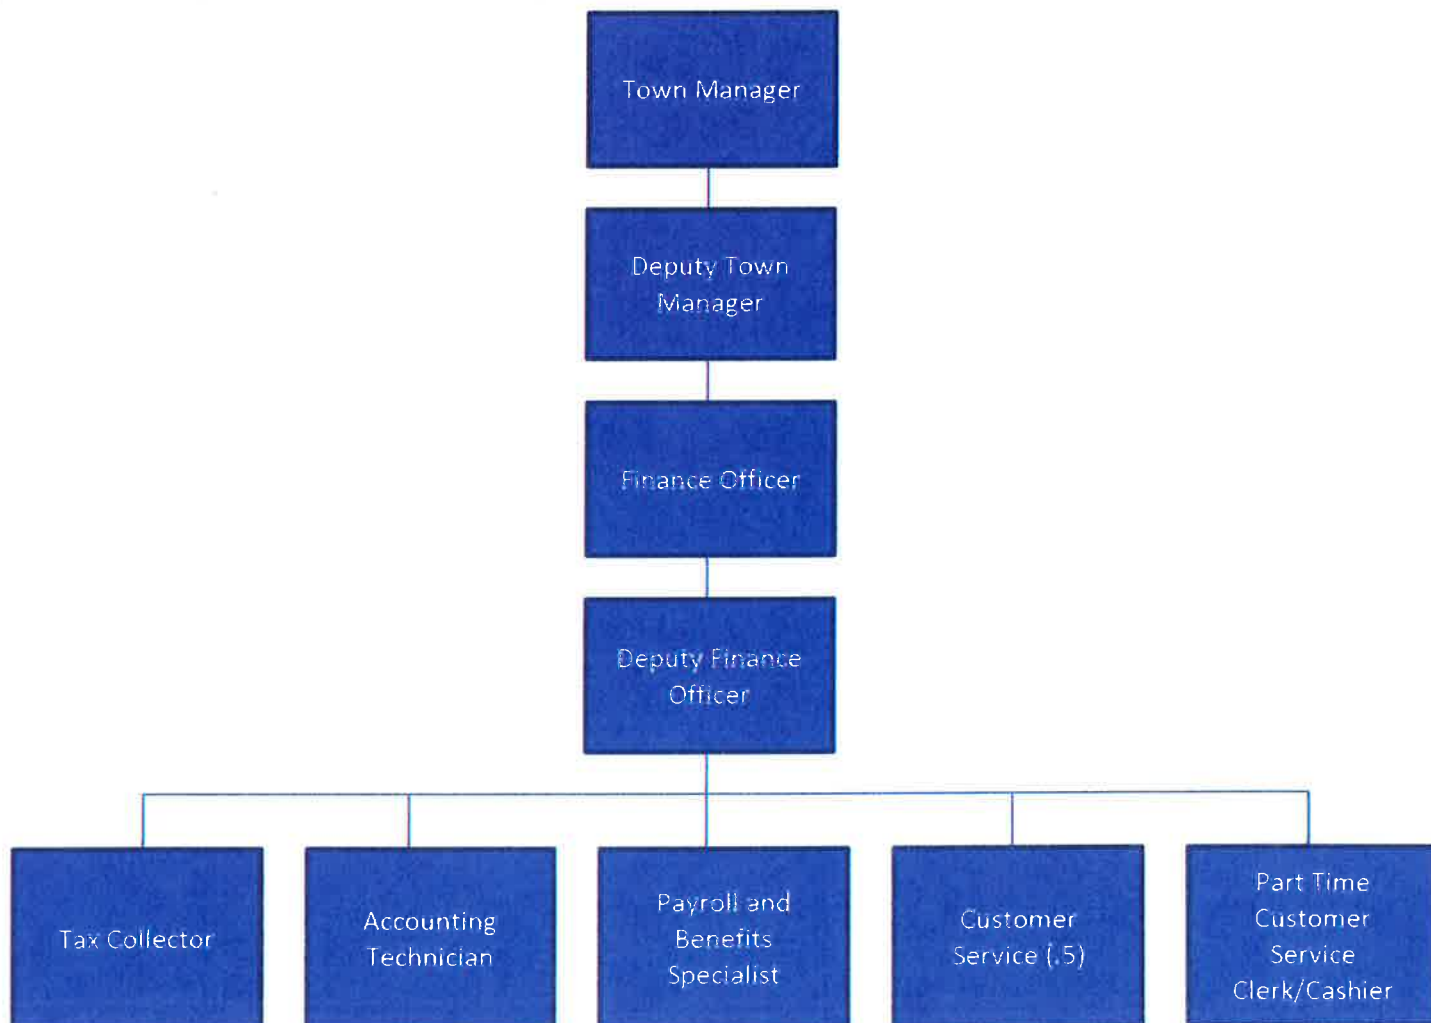 Town Manager
Deputy Town
Manager
Finance Officer
Deputy Finance
Officer
Tax Collector
Accounting
Technician
Payroll and
Benefits
Specialist
Customer
Service (.5)
Part Time
Customer
Service
Clerk/Cashier